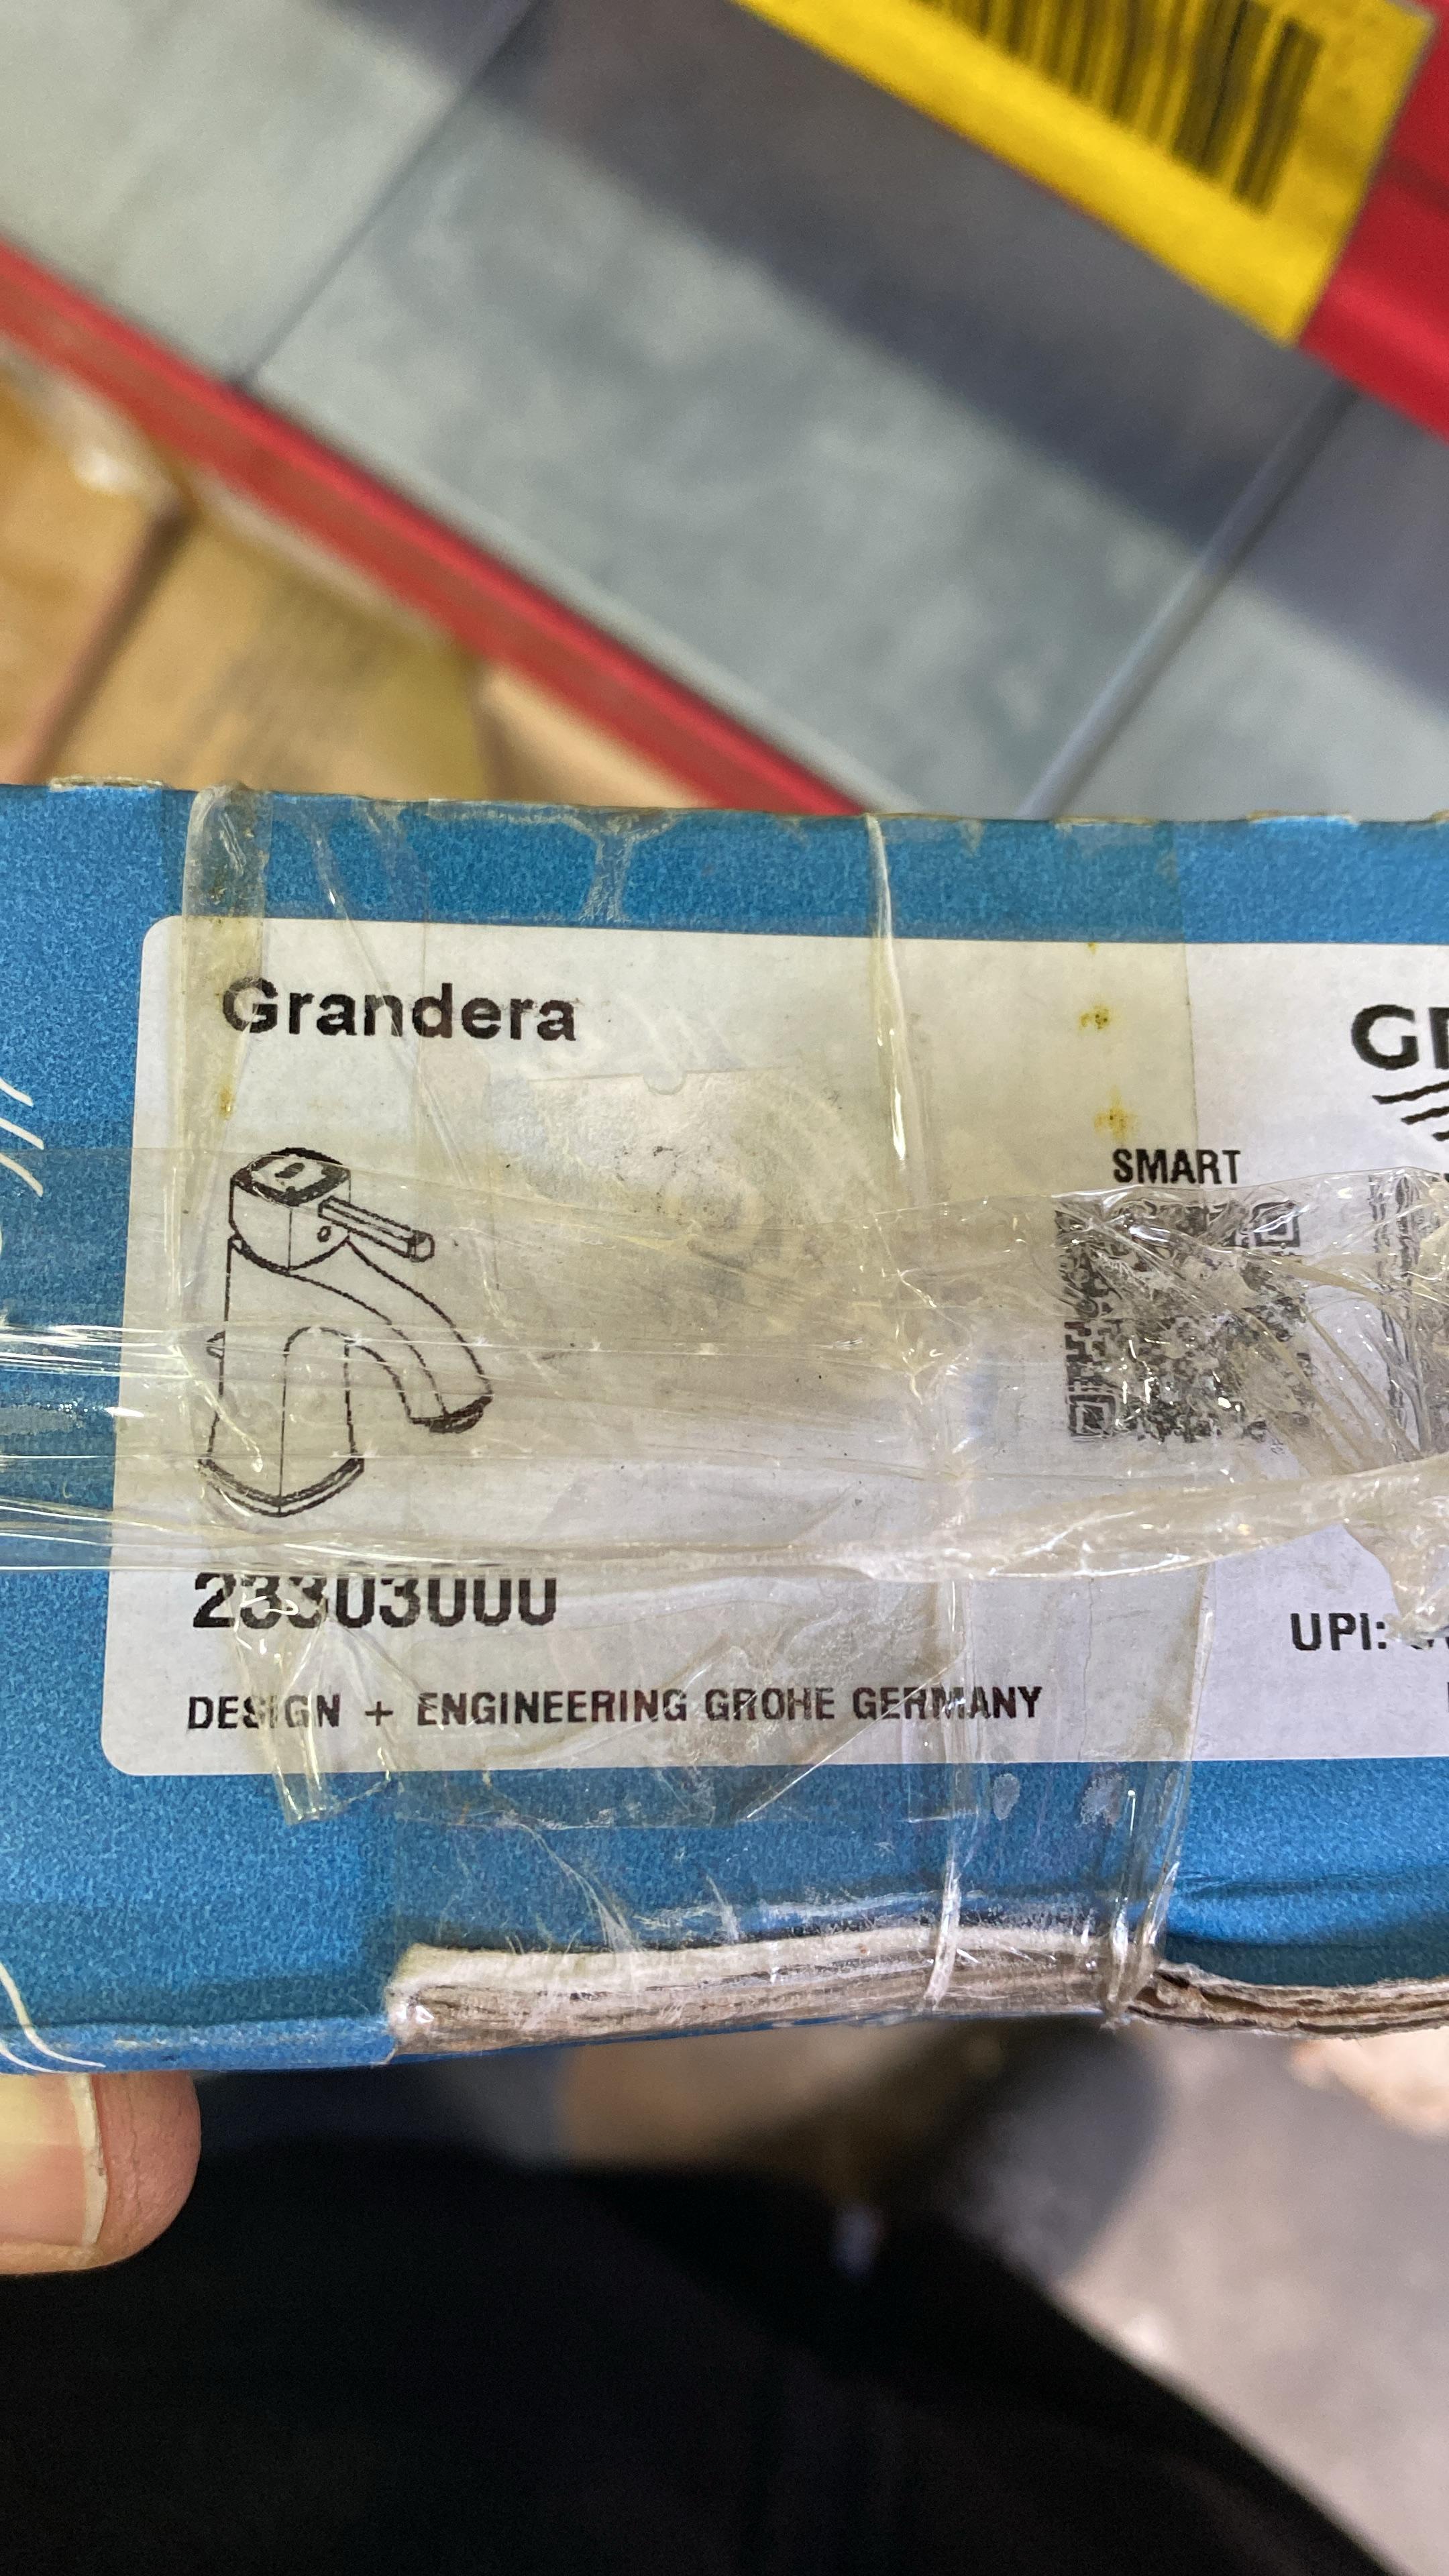 Grandera
SMART
23303000
UPI:
DESIGN + ENGINEERING GROHE GERMANY